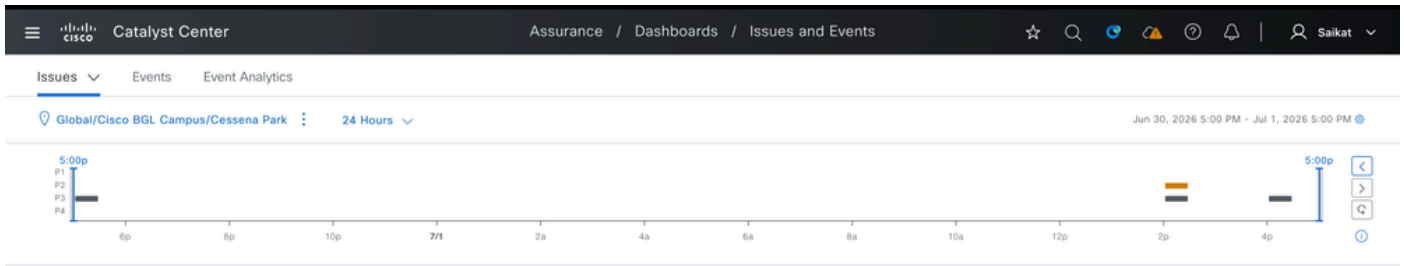 cisco Catalyst Center Assurance / Dashboards / Issues and Events Saikat
Issues Events Event Analytics
Global/Cisco BGL Campus/Cessena Park 24 Hours Jun 30, 2026 5:00 PM - Jul 1, 2026 5:00 PM
5:00p 5:00p
P1
P2
P3
P4
6p 8p 10p 7/1 2a 4a 6a 8a 10a 12p 2p 4p